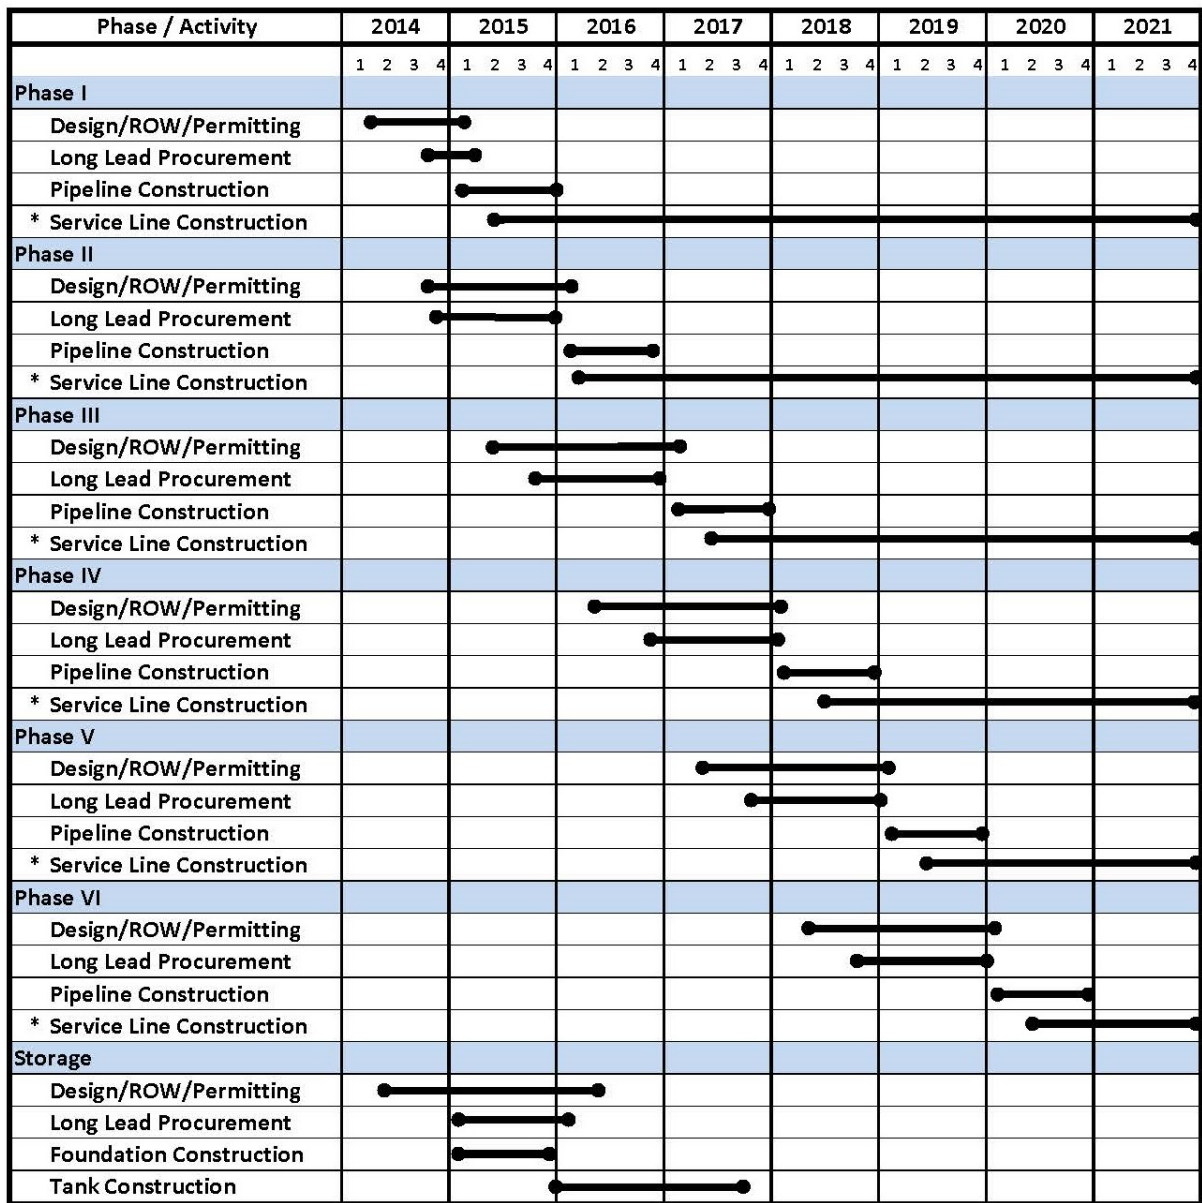 Phase / Activity 2014 2015 2016 2017 2018 2019 2020 2021
1 2 3 4 1 2 3 4 1 2 3 4 1 2 3 4 1 2 3 4 1 2 3 4 1 2 3 4 1 2 3 4
Phase I
Design/ROW/Permitting
Long Lead Procurement
Pipeline Construction
* Service Line Construction
Phase II
Design/ROW/Permitting
Long Lead Procurement
Pipeline Construction
* Service Line Construction
Phase III
Design/ROW/Permitting
Long Lead Procurement
Pipeline Construction
* Service Line Construction
Phase IV
Design/ROW/Permitting
Long Lead Procurement
Pipeline Construction
* Service Line Construction
Phase V
Design/ROW/Permitting
Long Lead Procurement
Pipeline Construction
* Service Line Construction
Phase VI
Design/ROW/Permitting
Long Lead Procurement
Pipeline Construction
* Service Line Construction
Storage
Design/ROW/Permitting
Long Lead Procurement
Foundation Construction
Tank Construction